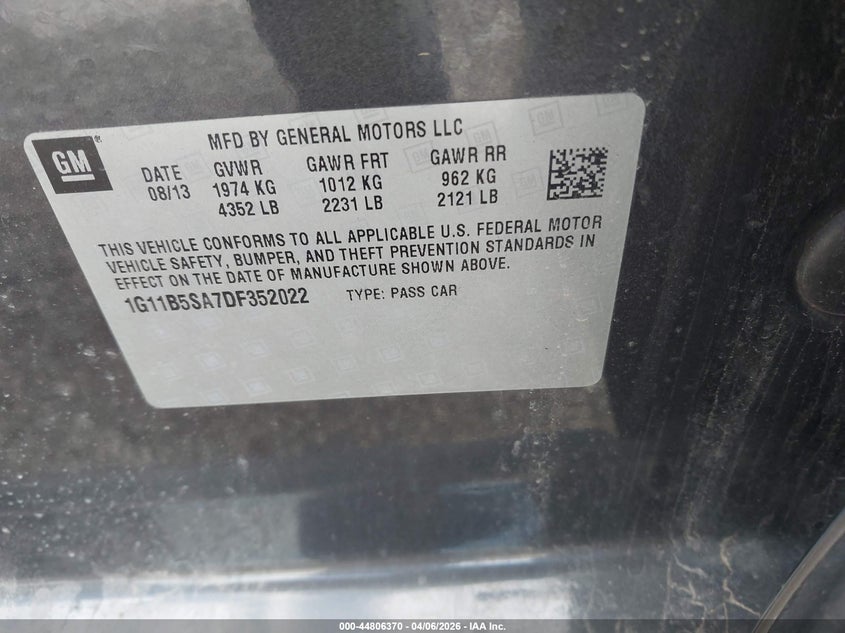 GM
MFD BY GENERAL MOTORS LLC
DATE GVWR GAWR FRT GAWR RR
08/13 1974 KG 1012 KG 962 KG
4352 LB 2231 LB 2121 LB
THIS VEHICLE CONFORMS TO ALL APPLICABLE U.S. FEDERAL MOTOR
VEHICLE SAFETY, BUMPER, AND THEFT PREVENTION STANDARDS IN
EFFECT ON THE DATE OF MANUFACTURE SHOWN ABOVE.
1G11B5SA7DF352022 TYPE: PASS CAR
000-44806370 - 04/06/2026 - IAA Inc.